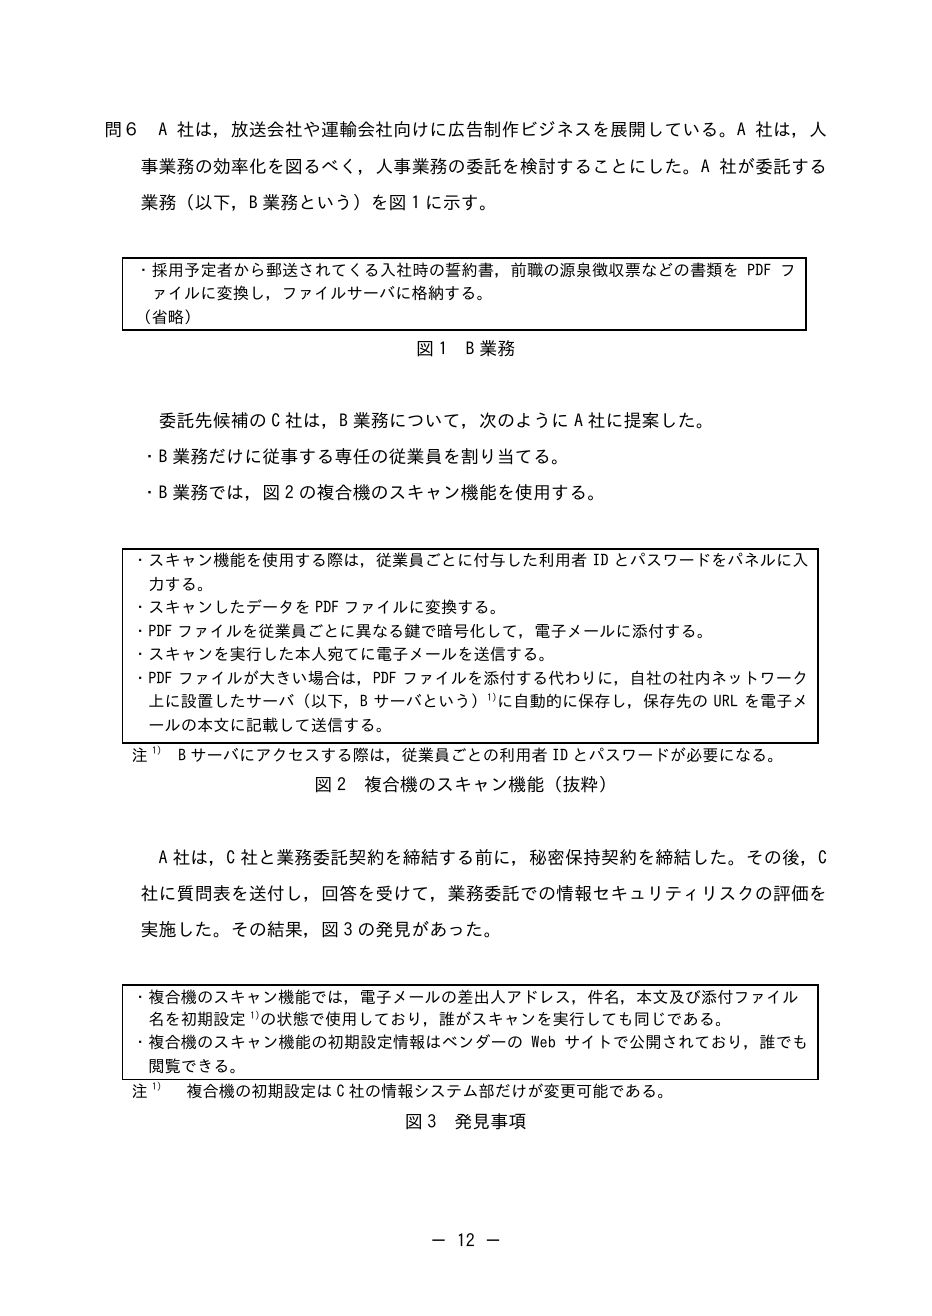 問６ A 社は，放送会社や運輸会社向けに広告制作ビジネスを展開している。A 社は，人
事業務の効率化を図るべく，人事業務の委託を検討することにした。A 社が委託する
業務（以下，B 業務という）を図 1 に示す。
・採用予定者から郵送されてくる入社時の誓約書，前職の源泉徴収票などの書類を PDF フ
ァイルに変換し，ファイルサーバに格納する。
（省略）
図 1 B 業務
委託先候補の C 社は，B 業務について，次のように A 社に提案した。
・B 業務だけに従事する専任の従業員を割り当てる。
・B 業務では，図 2 の複合機のスキャン機能を使用する。
・スキャン機能を使用する際は，従業員ごとに付与した利用者 ID とパスワードをパネルに入
力する。
・スキャンしたデータを PDF ファイルに変換する。
・PDF ファイルを従業員ごとに異なる鍵で暗号化して，電子メールに添付する。
・スキャンを実行した本人宛てに電子メールを送信する。
・PDF ファイルが大きい場合は，PDF ファイルを添付する代わりに，自社の社内ネットワーク
上に設置したサーバ（以下，B サーバという）1)に自動的に保存し，保存先の URL を電子メ
ールの本文に記載して送信する。
注 1) B サーバにアクセスする際は，従業員ごとの利用者 ID とパスワードが必要になる。
図 2 複合機のスキャン機能（抜粋）
A 社は，C 社と業務委託契約を締結する前に，秘密保持契約を締結した。その後，C
社に質問表を送付し，回答を受けて，業務委託での情報セキュリティリスクの評価を
実施した。その結果，図 3 の発見があった。
・複合機のスキャン機能では，電子メールの差出人アドレス，件名，本文及び添付ファイル
名を初期設定 1)の状態で使用しており，誰がスキャンを実行しても同じである。
・複合機のスキャン機能の初期設定情報はベンダーの Web サイトで公開されており，誰でも
閲覧できる。
注 1) 複合機の初期設定は C 社の情報システム部だけが変更可能である。
図 3 発見事項
－ 12 －